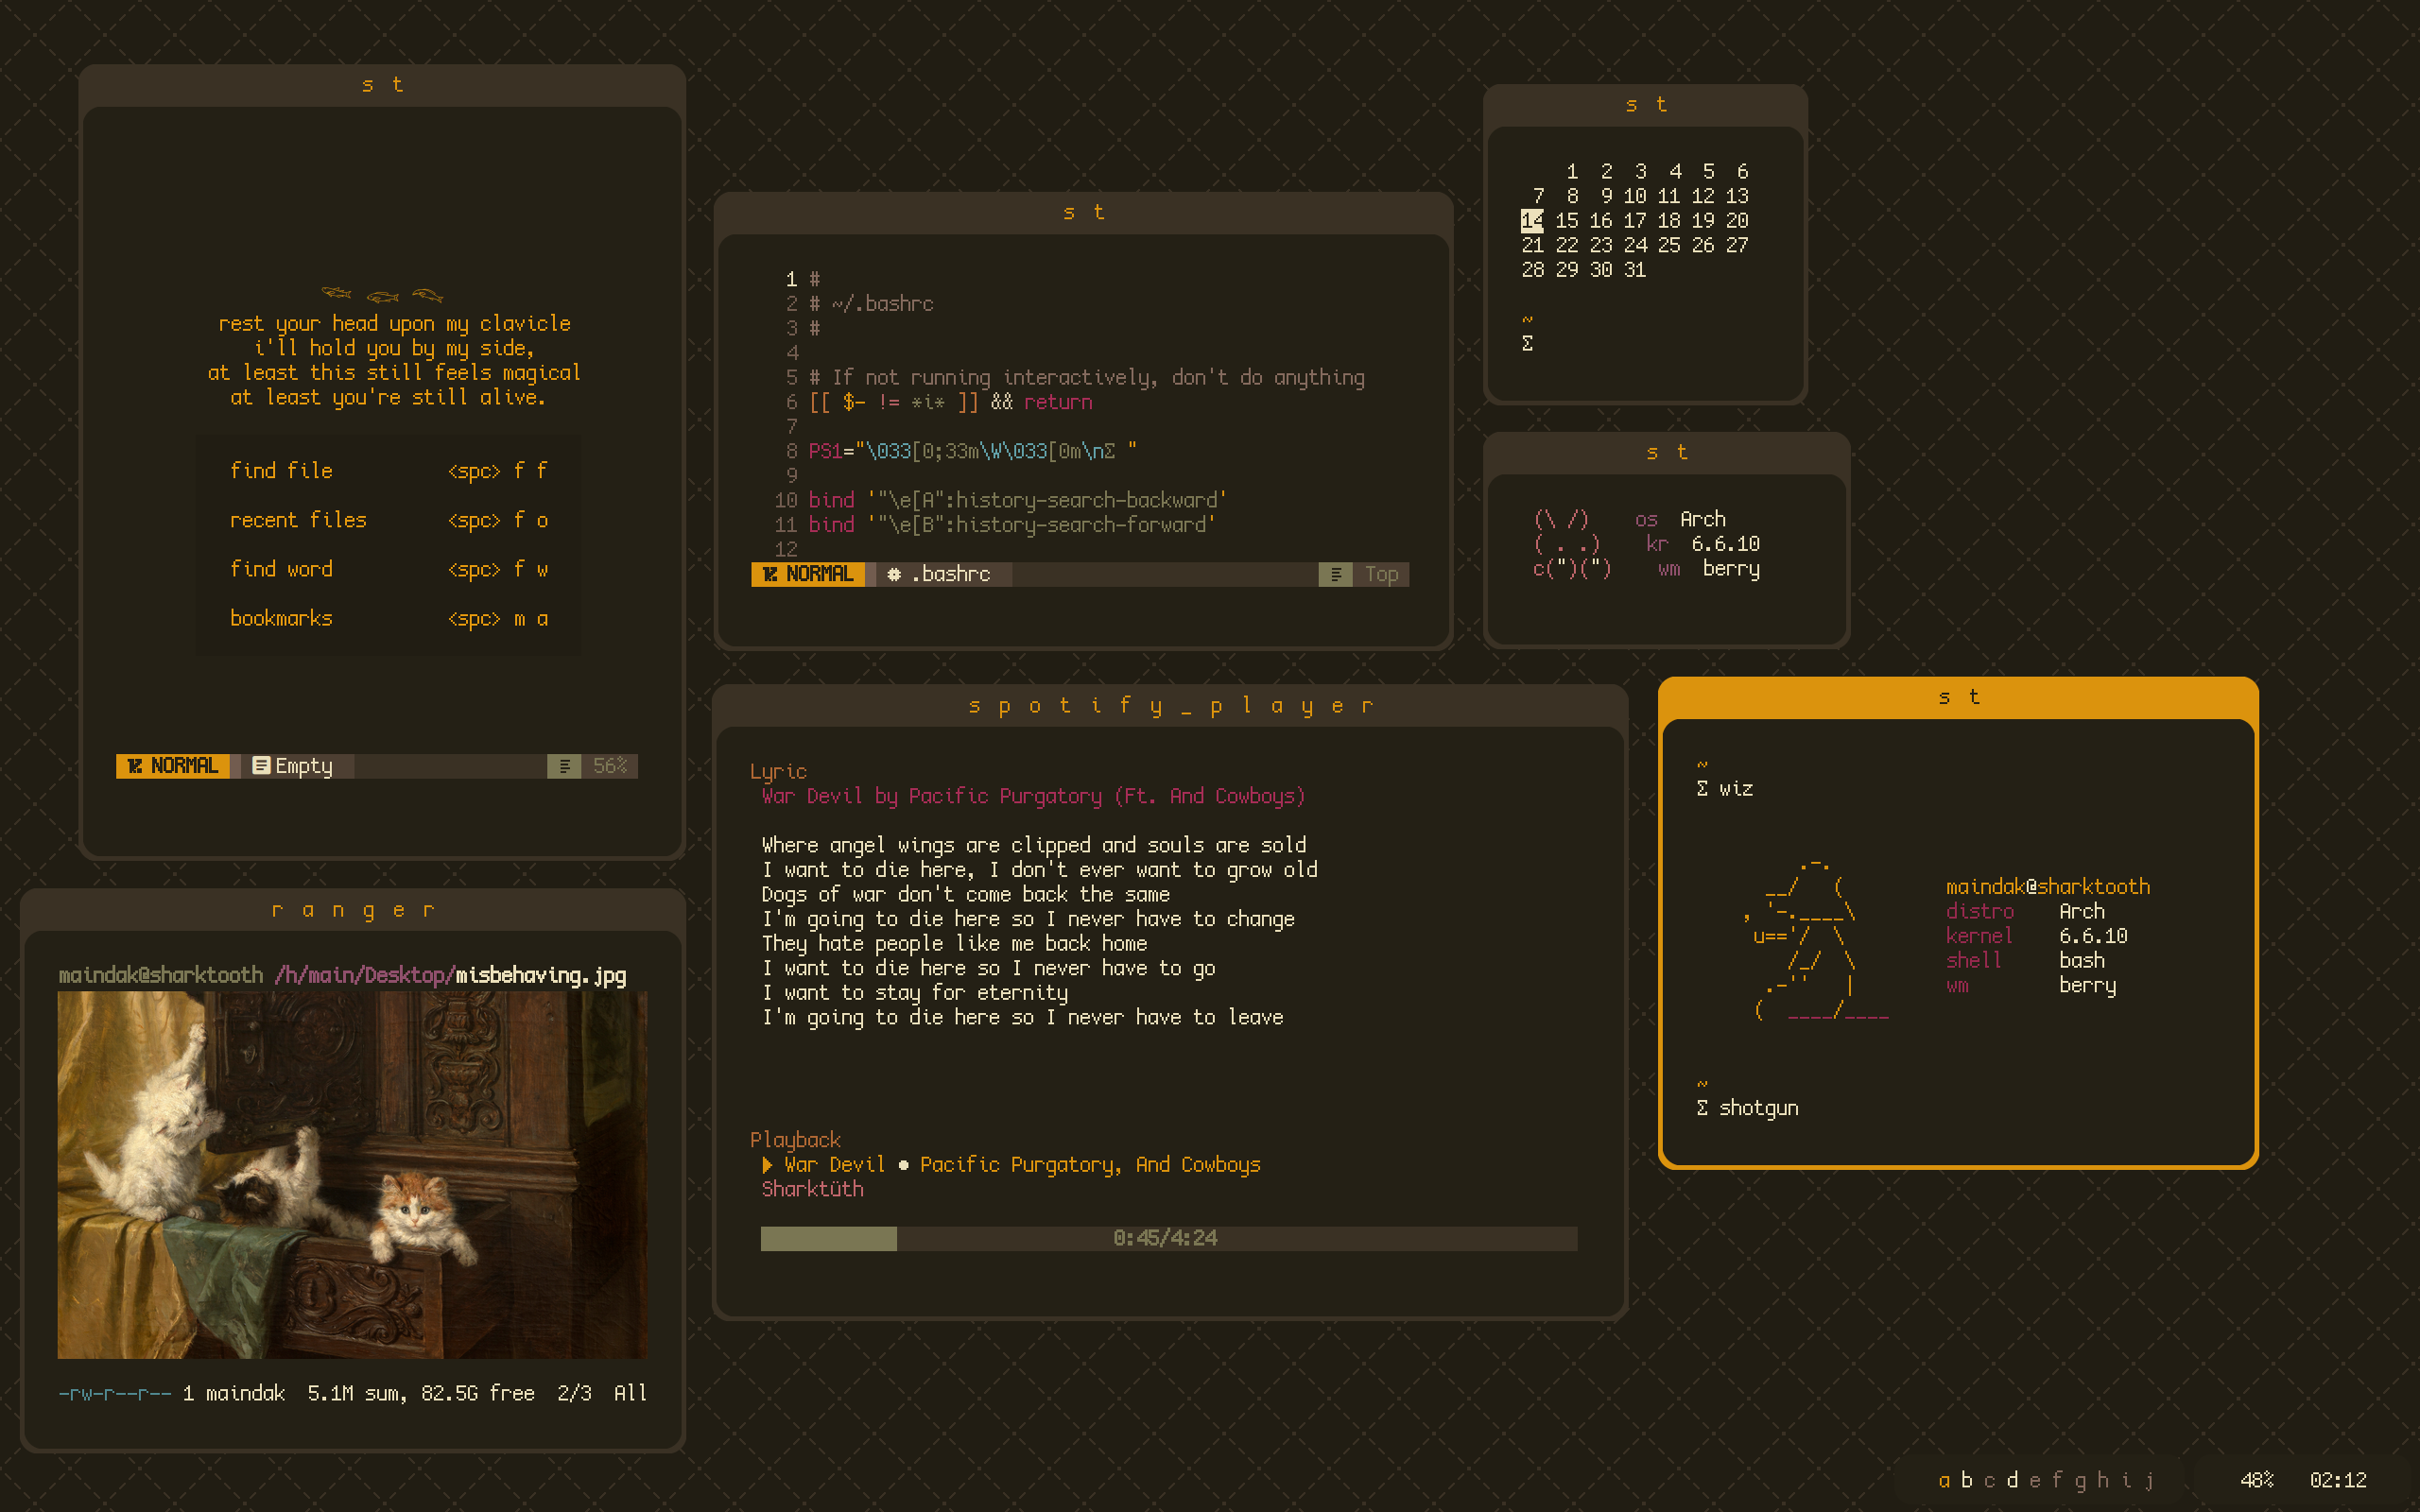 s t
rest your head upon my clavicle
i'll hold you by my side,
at least this still feels magical
at least you're still alive.
find file <spc> f f
recent files <spc> f o
find word <spc> f w
bookmarks <spc> m a
NORMAL Empty 56%
r a n g e r
maindak@sharktooth /h/main/Desktop/misbehaving.jpg
-rw-r--r-- 1 maindak 5.1M sum, 82.5G free 2/3 All
s t
1 #
2 # ~/.bashrc
3 #
4
5 # If not running interactively, don't do anything
6 [[ $- != *i* ]] && return
7
8 PS1="\033[0;33m\W\033[0m\nΣ "
9
10 bind '"\e[A":history-search-backward'
11 bind '"\e[B":history-search-forward'
12
NORMAL # .bashrc Top
s p o t i f y _ p l a y e r
Lyric
War Devil by Pacific Purgatory (Ft. And Cowboys)
Where angel wings are clipped and souls are sold
I want to die here, I don't ever want to grow old
Dogs of war don't come back the same
I'm going to die here so I never have to change
They hate people like me back home
I want to die here so I never have to go
I want to stay for eternity
I'm going to die here so I never have to leave
Playback
▶ War Devil ● Pacific Purgatory, And Cowboys
Sharktüth
0:45/4:24
s t
1 2 3 4 5 6
7 8 9 10 11 12 13
14 15 16 17 18 19 20
21 22 23 24 25 26 27
28 29 30 31
~
Σ
s t
(\ /) os Arch
( . .) kr 6.6.10
c(")(") wm berry
s t
~
Σ wiz
.-.
__/ (
, '-.____\
u=='/ \
/_/ \
.-'' |
( ____/____
maindak@sharktooth
distro Arch
kernel 6.6.10
shell bash
wm berry
~
Σ shotgun
a b c d e f g h i j 48% 02:12